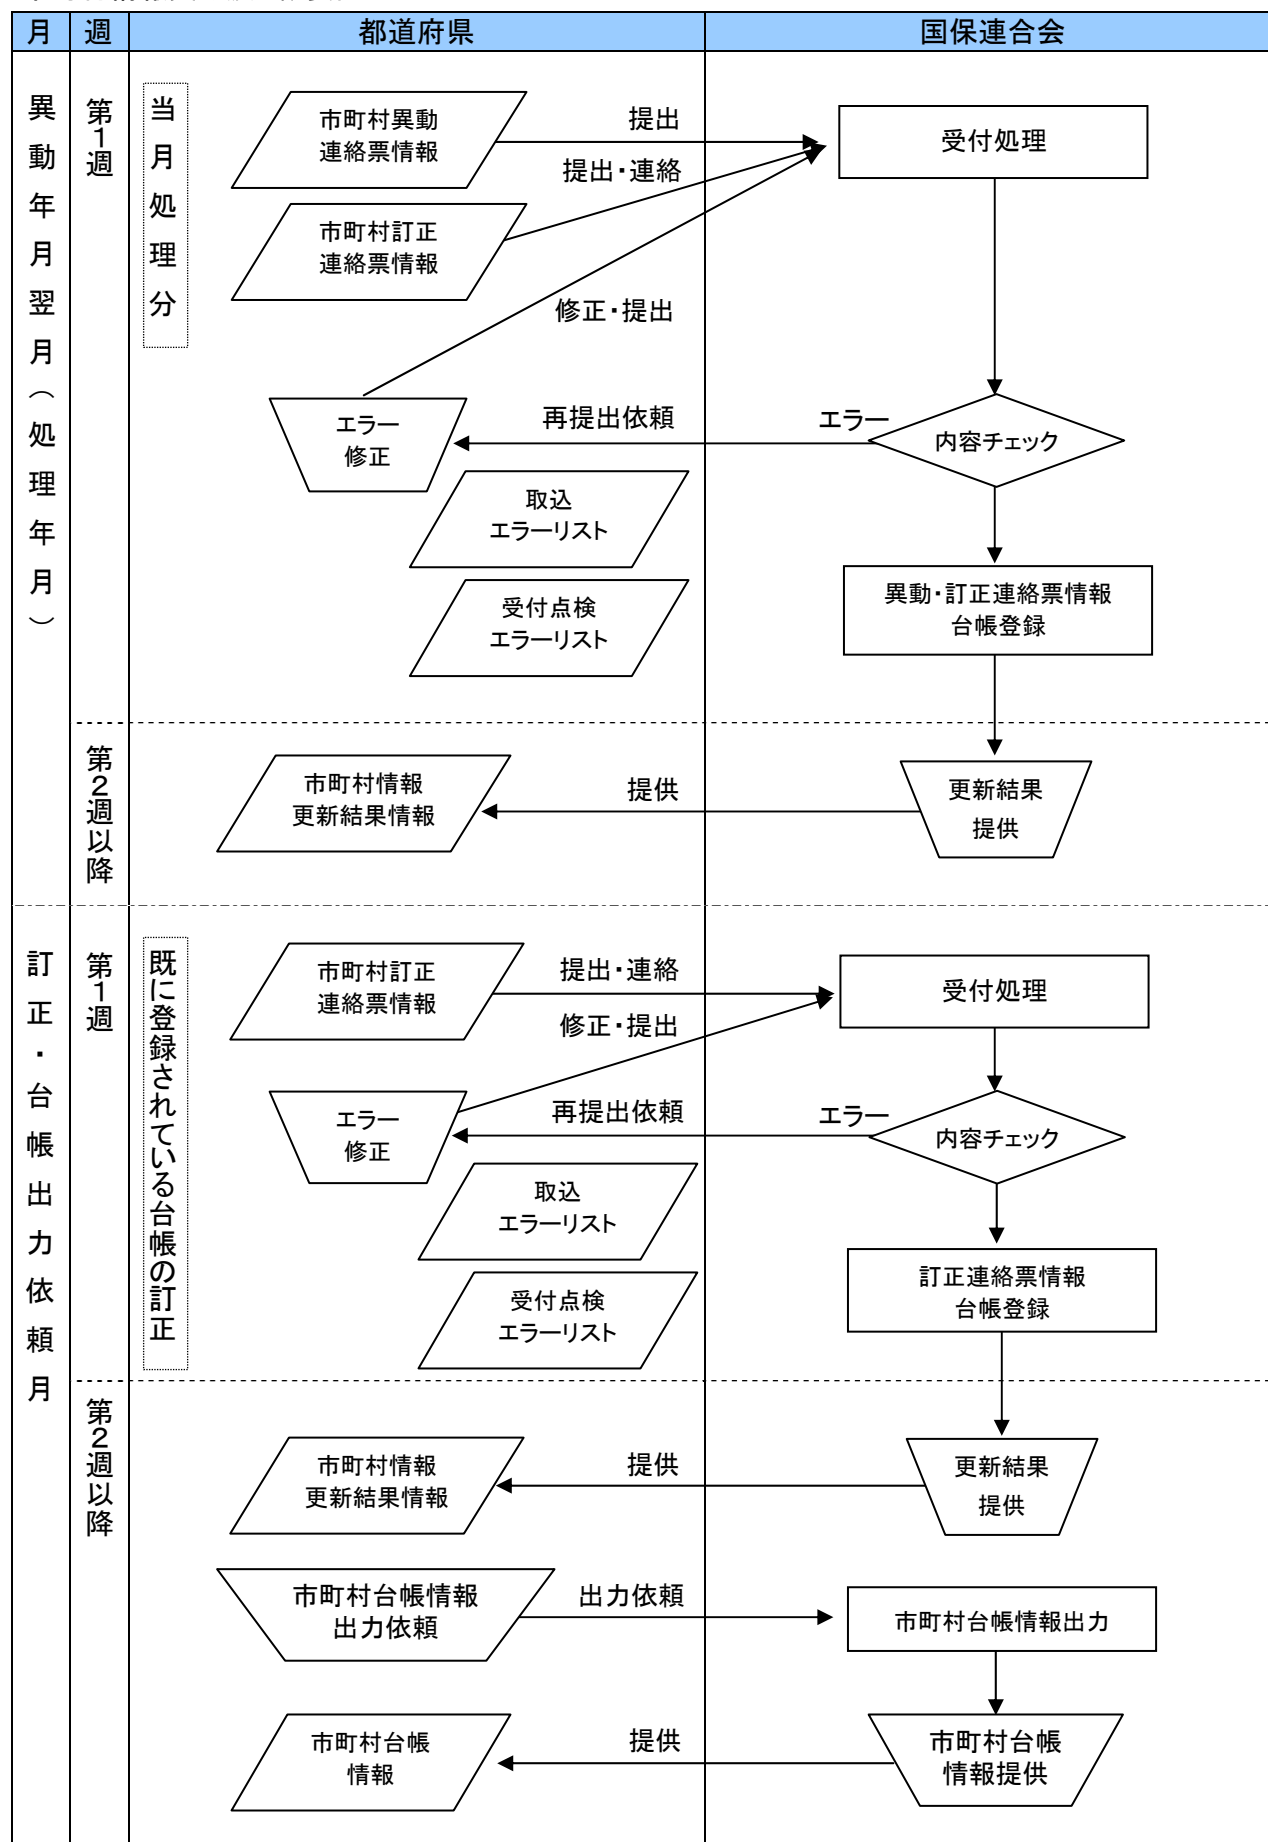 月
週
都道府県
国保連合会
異動年月翌月（処理年月）
第１週
当月処理分
市町村異動
連絡票情報
提出
受付処理
提出・連絡
市町村訂正
連絡票情報
修正・提出
エラー
修正
再提出依頼
エラー
内容チェック
取込
エラーリスト
異動・訂正連絡票情報
台帳登録
受付点検
エラーリスト
第２週以降
市町村情報
更新結果情報
提供
更新結果
提供
訂正・台帳出力依頼月
第１週
既に登録されている台帳の訂正
市町村訂正
連絡票情報
提出・連絡
受付処理
修正・提出
エラー
修正
再提出依頼
エラー
内容チェック
取込
エラーリスト
訂正連絡票情報
台帳登録
受付点検
エラーリスト
第２週以降
市町村情報
更新結果情報
提供
更新結果
提供
市町村台帳情報
出力依頼
出力依頼
市町村台帳情報出力
市町村台帳
情報
提供
市町村台帳
情報提供